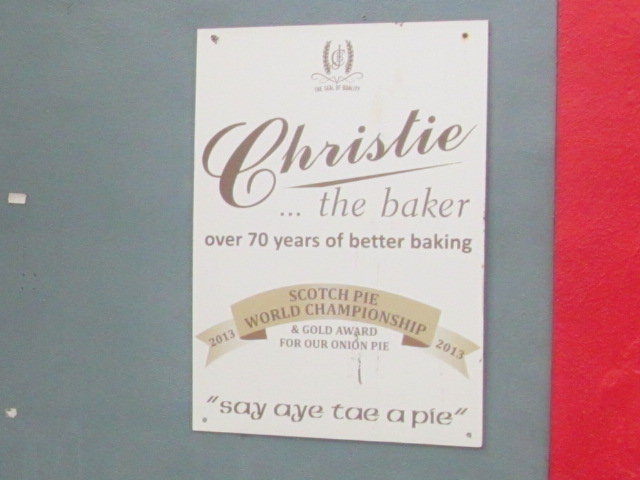 THE SEAL OF QUALITY
Christie
... the baker
over 70 years of better baking
SCOTCH PIE
WORLD CHAMPIONSHIP
2013 & GOLD AWARD 2013
FOR OUR ONION PIE
"say aye tae a pie"